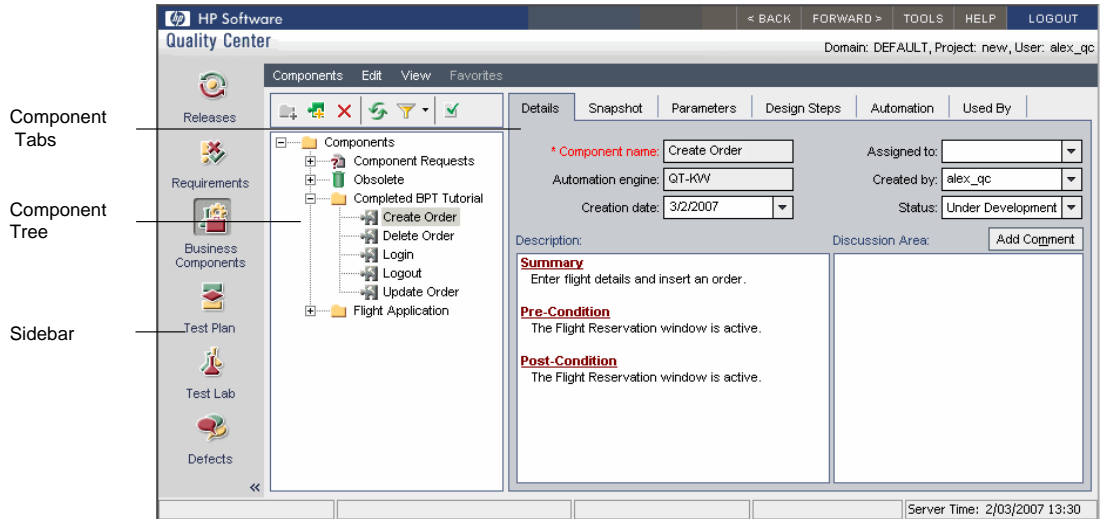 HP Software
< BACK FORWARD > TOOLS HELP LOGOUT
Quality Center
Domain: DEFAULT, Project: new, User: alex_qc
Components Edit View Favorites
Component
Tabs
Component
Tree
Sidebar
Releases
Requirements
Business
Components
Test Plan
Test Lab
Defects
«
Components
Component Requests
Obsolete
Completed BPT Tutorial
Create Order
Delete Order
Login
Logout
Update Order
Flight Application
Details Snapshot Parameters Design Steps Automation Used By
* Component name: Create Order Assigned to:
Automation engine: QT-KW Created by: alex_qc
Creation date: 3/2/2007 Status: Under Development
Description: Discussion Area: Add Comment
Summary
Enter flight details and insert an order.
Pre-Condition
The Flight Reservation window is active.
Post-Condition
The Flight Reservation window is active.
Server Time: 2/03/2007 13:30